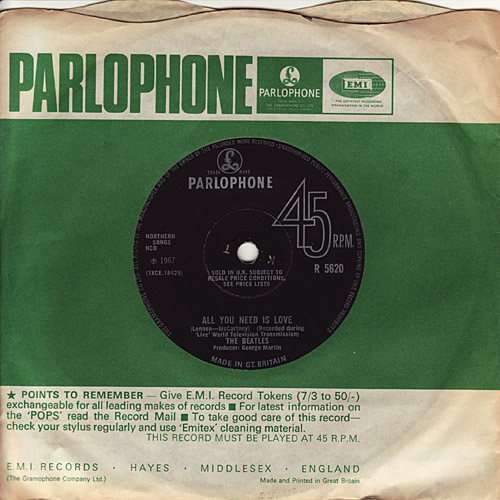 PARLOPHONE
£
PARLOPHONE
EMI
THE GREATEST RECORDING
ORGANISATION IN THE WORLD
£
TRADE MARK
PARLOPHONE
45
R.P.M.
NORTHERN
SONGS
NCB
R 5620
℗ 1967
(7XCE.18425)
SOLD IN U.K. SUBJECT TO
RESALE PRICE CONDITIONS,
SEE PRICE LISTS
ALL YOU NEED IS LOVE
(Lennon—McCartney) (Recorded during
'Live' World Television Transmission)
THE BEATLES
Producer: George Martin
MADE IN GT. BRITAIN
★ POINTS TO REMEMBER — Give E.M.I. Record Tokens (7/3 to 50/-)
exchangeable for all leading makes of records ■ For latest information on
the 'POPS' read the Record Mail ■ To take good care of this record—
check your stylus regularly and use 'Emitex' cleaning material.
THIS RECORD MUST BE PLAYED AT 45 R.P.M.
E.M.I. RECORDS · HAYES · MIDDLESEX · ENGLAND
(The Gramophone Company Ltd.) Made and Printed in Great Britain